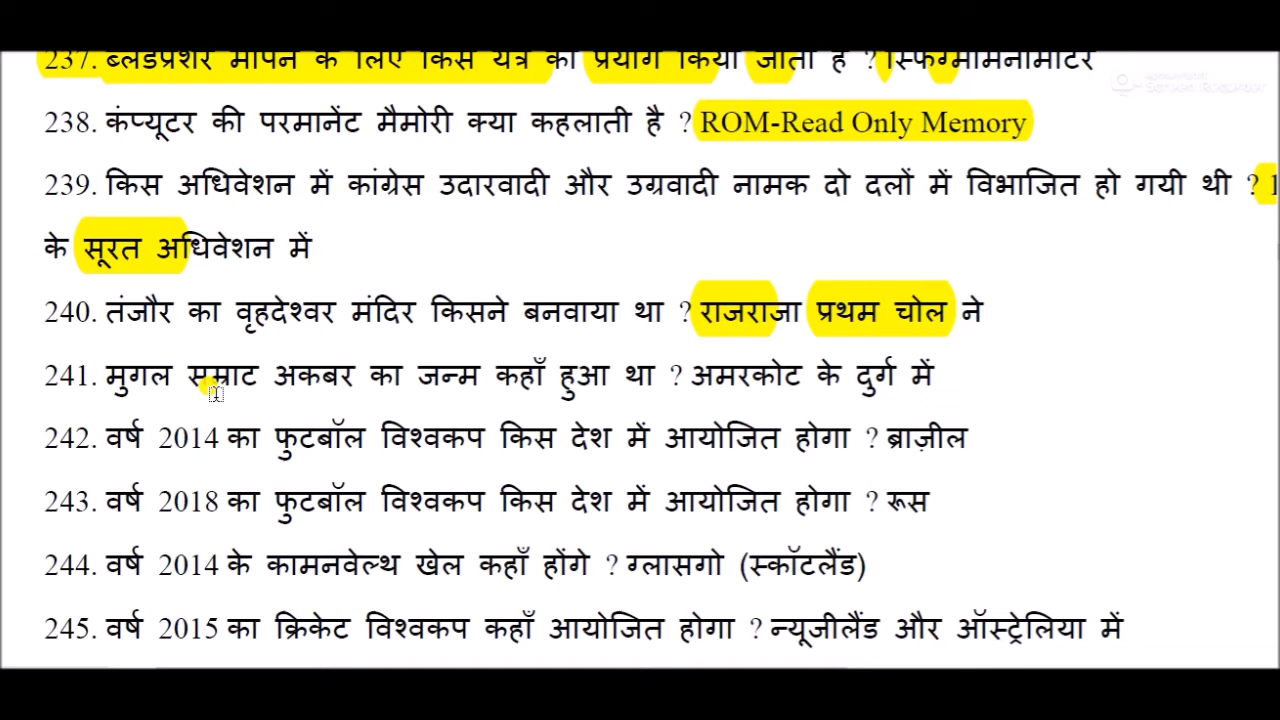 237. ब्लडप्रेशर मापने के लिए किस यंत्र का प्रयोग किया जाता है ? स्फिग्मोमैनोमीटर
238. कंप्यूटर की परमानेंट मैमोरी क्या कहलाती है ? ROM-Read Only Memory
239. किस अधिवेशन में कांग्रेस उदारवादी और उग्रवादी नामक दो दलों में विभाजित हो गयी थी ? 1
के सूरत अधिवेशन में
240. तंजौर का वृहदेश्वर मंदिर किसने बनवाया था ? राजराजा प्रथम चोल ने
241. मुगल सम्राट अकबर का जन्म कहाँ हुआ था ? अमरकोट के दुर्ग में
242. वर्ष 2014 का फुटबॉल विश्वकप किस देश में आयोजित होगा ? ब्राज़ील
243. वर्ष 2018 का फुटबॉल विश्वकप किस देश में आयोजित होगा ? रूस
244. वर्ष 2014 के कामनवेल्थ खेल कहाँ होंगे ? ग्लासगो (स्कॉटलैंड)
245. वर्ष 2015 का क्रिकेट विश्वकप कहाँ आयोजित होगा ? न्यूजीलैंड और ऑस्ट्रेलिया में